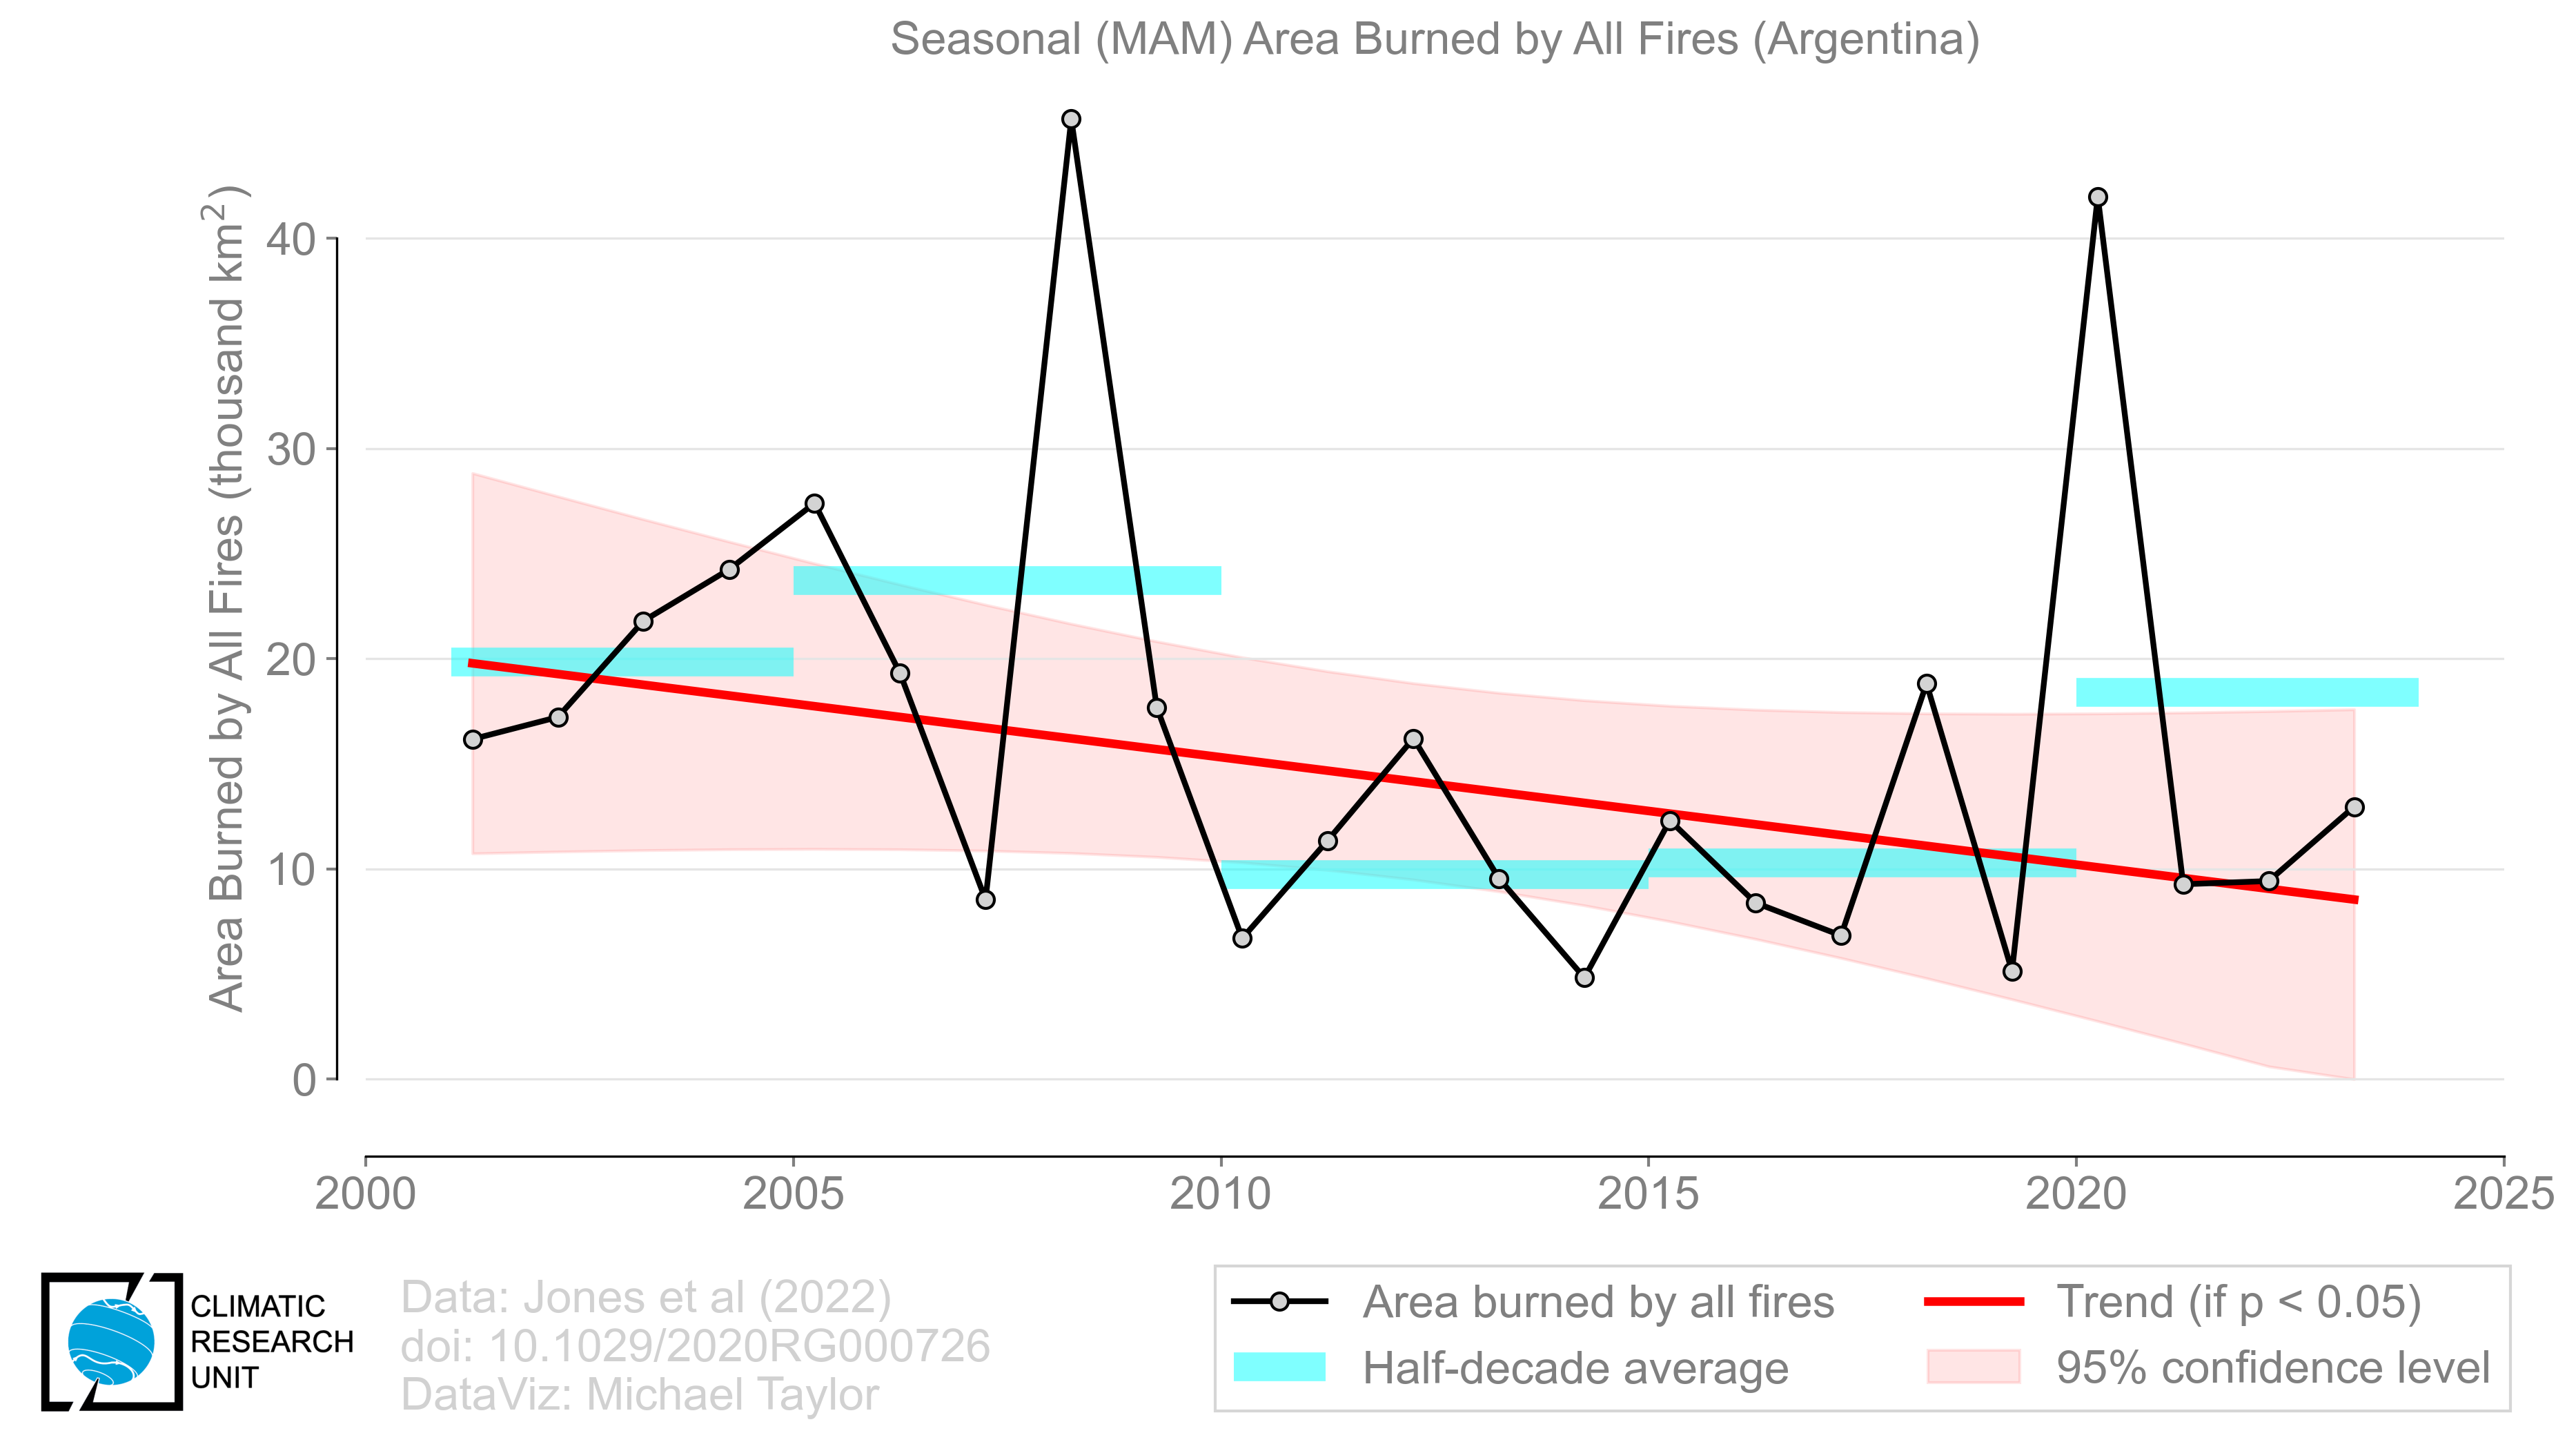 Seasonal (MAM) Area Burned by All Fires (Argentina)
Area Burned by All Fires (thousand km²)
40
30
20
10
0
2000
2005
2010
2015
2020
2025
CLIMATIC
RESEARCH
UNIT
Data: Jones et al (2022)
doi: 10.1029/2020RG000726
DataViz: Michael Taylor
Area burned by all fires
Half-decade average
Trend (if p < 0.05)
95% confidence level